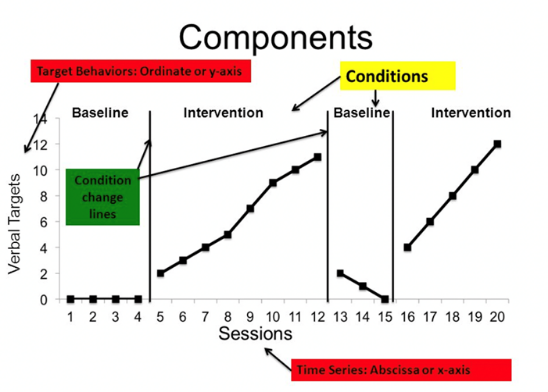 Components
Target Behaviors: Ordinate or y-axis
Conditions
Baseline
Intervention
Baseline
Intervention
14
12
10
8
6
4
2
0
Condition
change
lines
Verbal Targets
1 2 3 4 5 6 7 8 9 10 11 12 13 14 15 16 17 18 19 20
Sessions
Time Series: Abscissa or x-axis